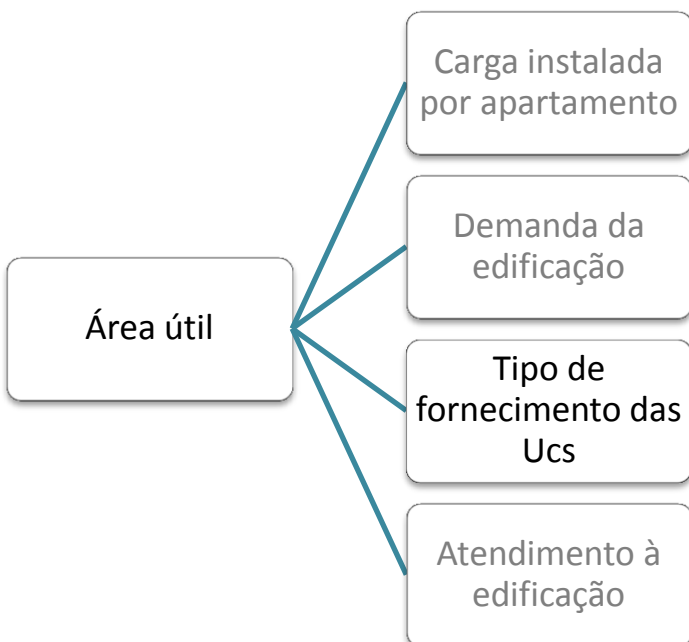 Área útil
Carga instalada
por apartamento
Demanda da
edificação
Tipo de
fornecimento das
Ucs
Atendimento à
edificação